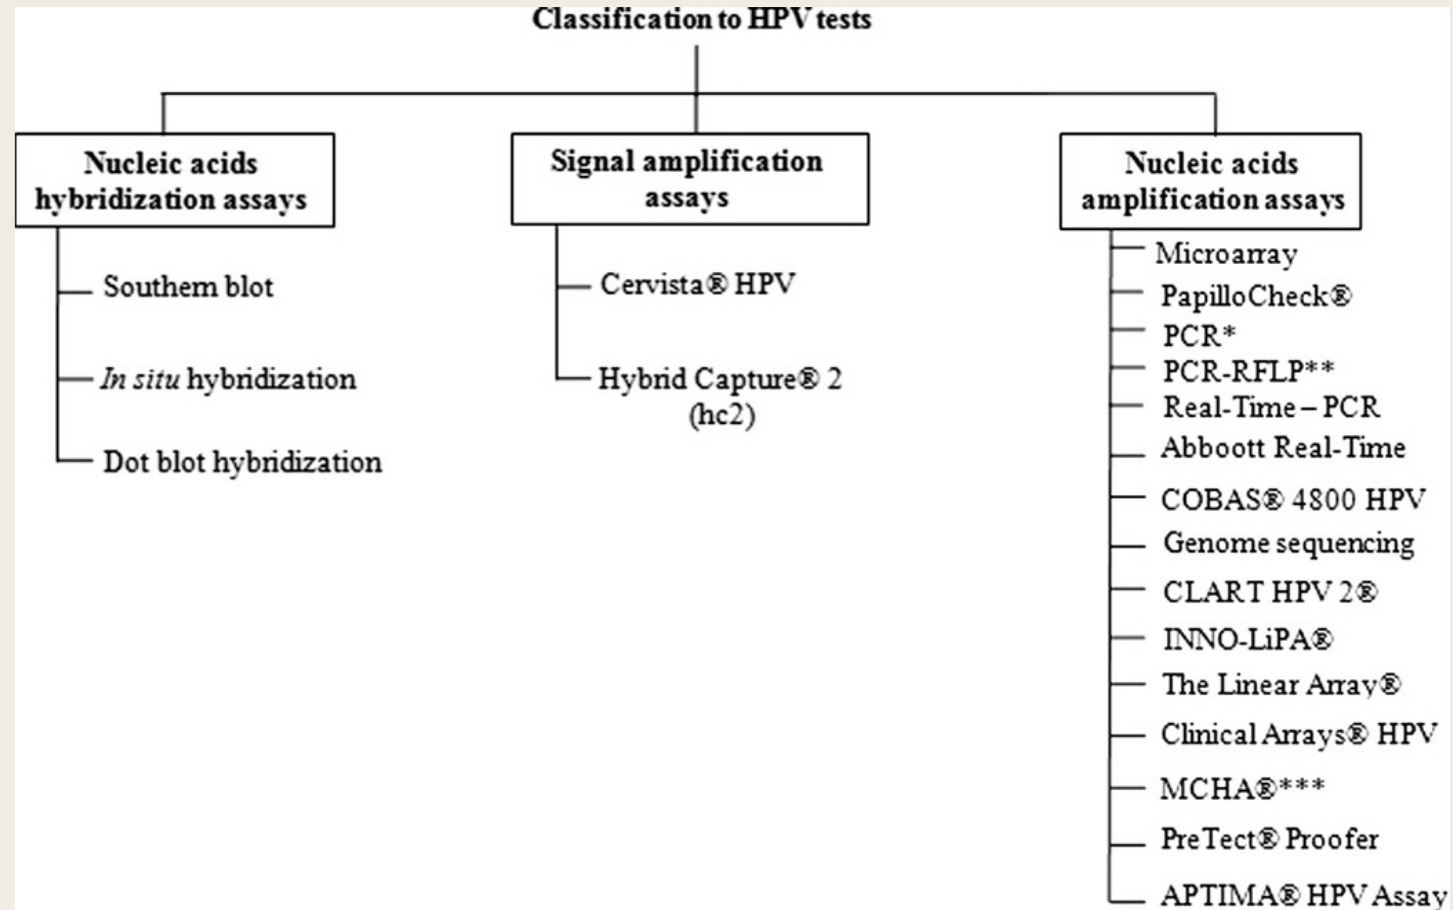 Classification to HPV tests
Nucleic acids
hybridization assays
Southern blot
In situ hybridization
Dot blot hybridization
Signal amplification
assays
Cervista® HPV
Hybrid Capture® 2
(hc2)
Nucleic acids
amplification assays
Microarray
PapilloCheck®
PCR*
PCR-RFLP**
Real-Time – PCR
Abboott Real-Time
COBAS® 4800 HPV
Genome sequencing
CLART HPV 2®
INNO-LiPA®
The Linear Array®
Clinical Arrays® HPV
MCHA®***
PreTect® Proofer
APTIMA® HPV Assay